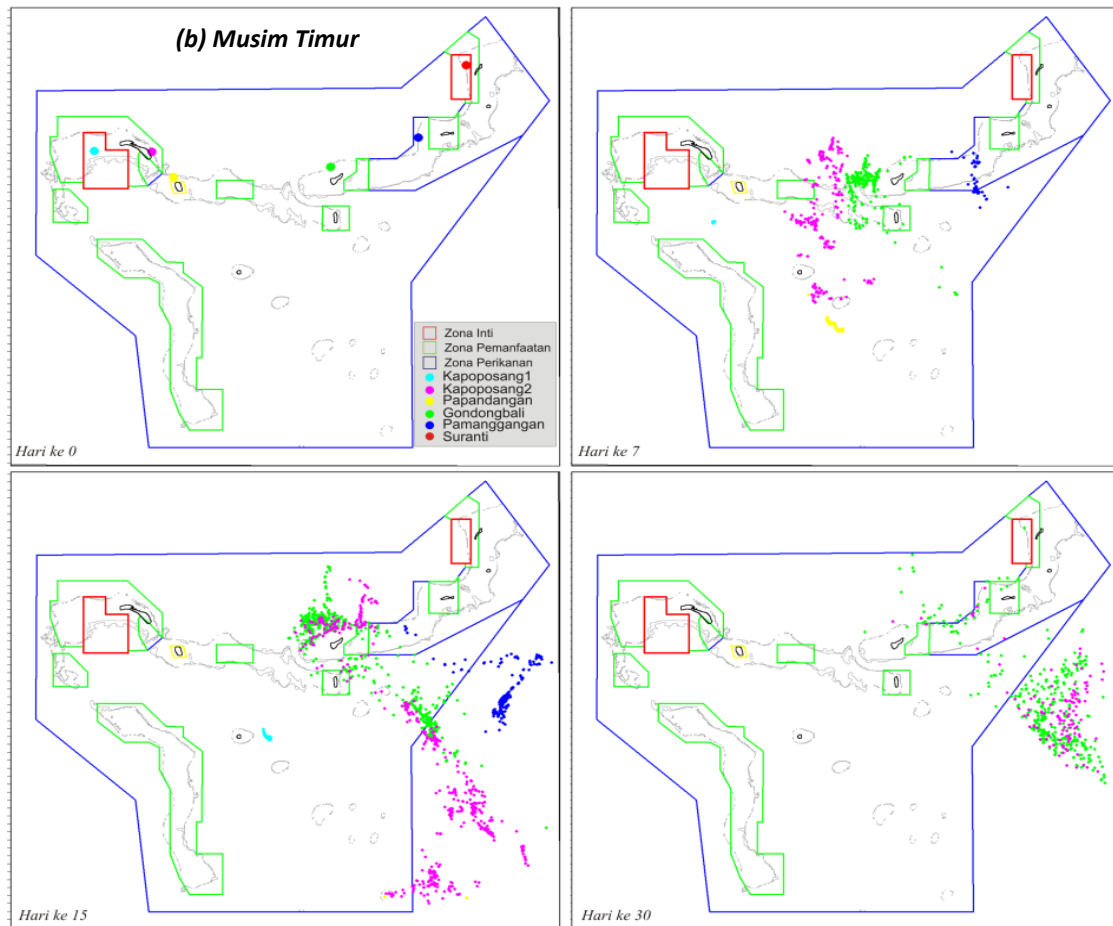 (b) Musim Timur
Zona Inti
Zona Pemanfaatan
Zona Perikanan
Kapoposang1
Kapoposang2
Papandangan
Gondongbali
Pamanggangan
Suranti
Hari ke 0
Hari ke 7
Hari ke 15
Hari ke 30